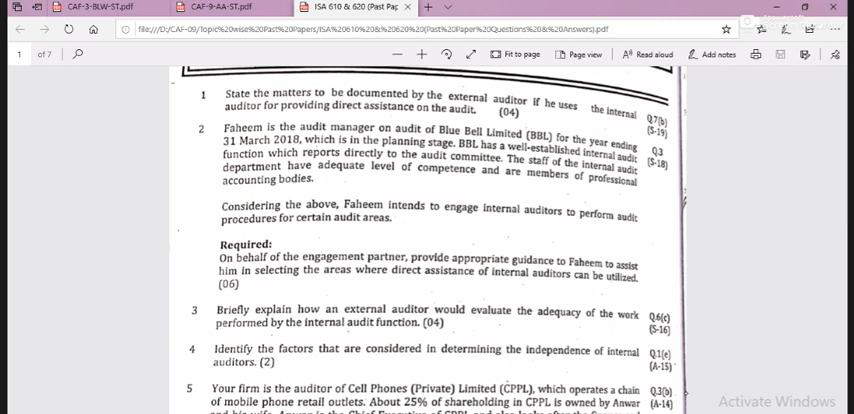 CAF-3-BLW-ST.pdf
CAF-9-AA-ST.pdf
ISA 610 & 620 (Past Pap
file:///D:/CAF-09/Topic%20wise%20Past%20Papers/ISA%20610%20&%20620%20(Past%20Paper%20Questions%20&%20Answers).pdf
1 of 7
Fit to page
Page view
Read aloud
Add notes
1 State the matters to be documented by the external auditor if he uses the internal Q.7(b)
auditor for providing direct assistance on the audit. (04) (S-19)
2 Faheem is the audit manager on audit of Blue Bell Limited (BBL) for the year ending Q.3
31 March 2018, which is in the planning stage. BBL has a well-established internal audit (S-18)
function which reports directly to the audit committee. The staff of the internal audit
department have adequate level of competence and are members of professional
accounting bodies.
Considering the above, Faheem intends to engage internal auditors to perform audit
procedures for certain audit areas.
Required:
On behalf of the engagement partner, provide appropriate guidance to Faheem to assist
him in selecting the areas where direct assistance of internal auditors can be utilized.
(06)
3 Briefly explain how an external auditor would evaluate the adequacy of the work Q.6(c)
performed by the internal audit function. (04) (S-16)
4 Identify the factors that are considered in determining the independence of internal Q.1(e)
auditors. (2) (A-15)
5 Your firm is the auditor of Cell Phones (Private) Limited (CPPL), which operates a chain Q.3(b)
of mobile phone retail outlets. About 25% of shareholding in CPPL is owned by Anwar (A-14)
Activate Windows